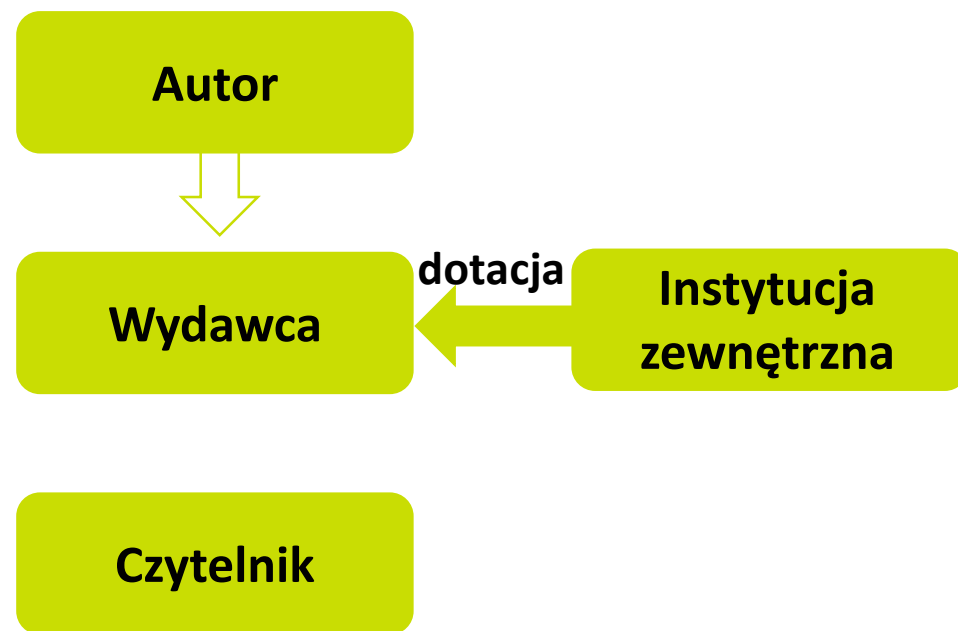 Autor
dotacja
Wydawca
Instytucja
zewnętrzna
Czytelnik